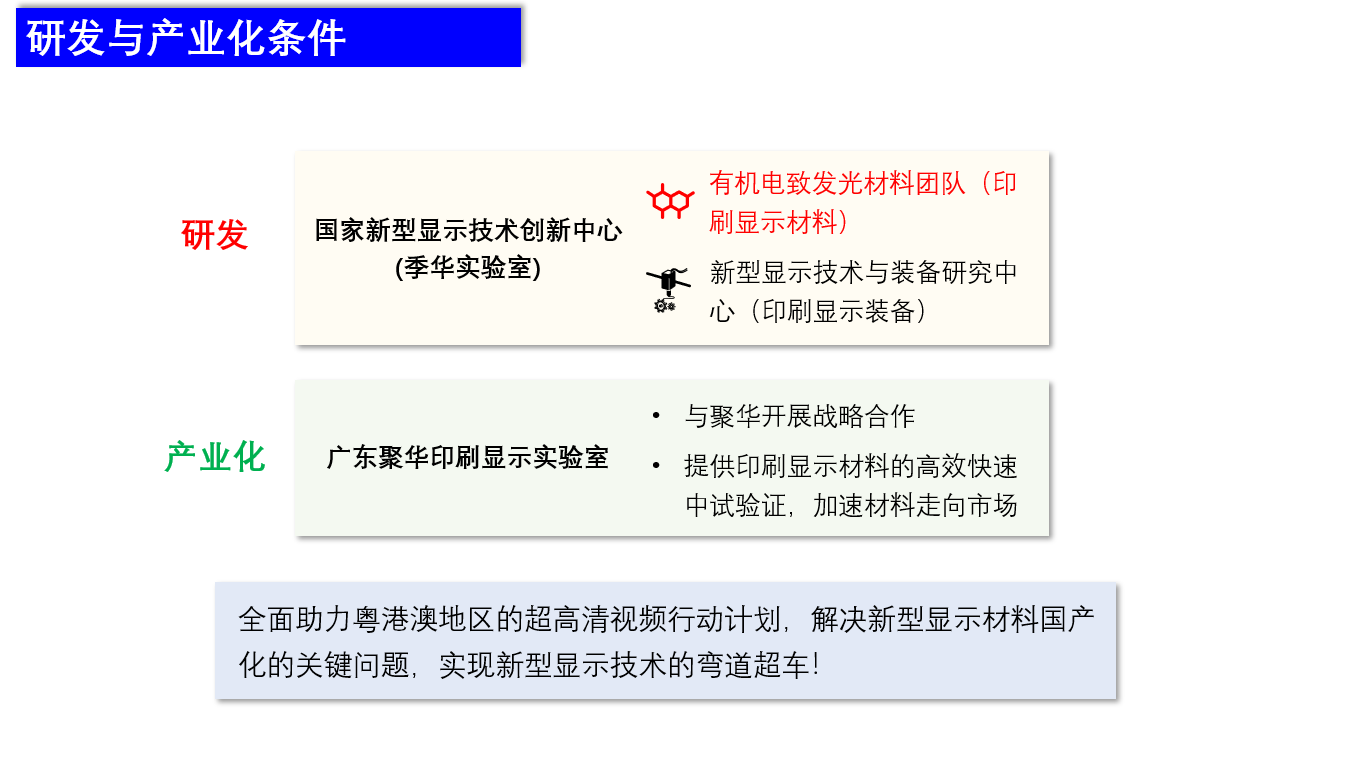 研发与产业化条件
研发
国家新型显示技术创新中心
(季华实验室)
有机电致发光材料团队（印
刷显示材料）
新型显示技术与装备研究中
心（印刷显示装备）
产业化
广东聚华印刷显示实验室
• 与聚华开展战略合作
• 提供印刷显示材料的高效快速
中试验证，加速材料走向市场
全面助力粤港澳地区的超高清视频行动计划，解决新型显示材料国产
化的关键问题，实现新型显示技术的弯道超车！